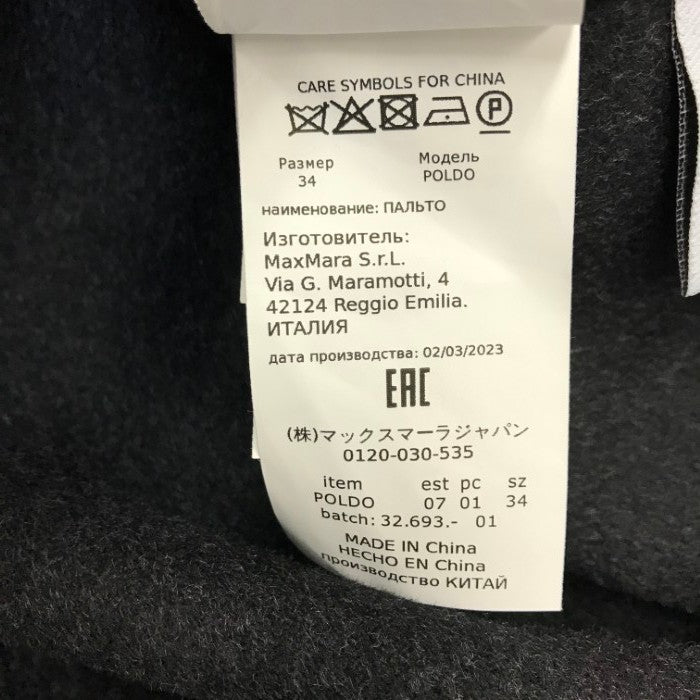 CARE SYMBOLS FOR CHINA
P
Размер Модель
34 POLDO
наименование: ПАЛЬТО
Изготовитель:
MaxMara S.r.L.
Via G. Maramotti, 4
42124 Reggio Emilia.
ИТАЛИЯ
дата производства: 02/03/2023
EAC
(株)マックスマーラジャパン
0120-030-535
item est pc sz
POLDO 07 01 34
batch: 32.693.- 01
MADE IN China
HECHO EN China
производство КИТАЙ